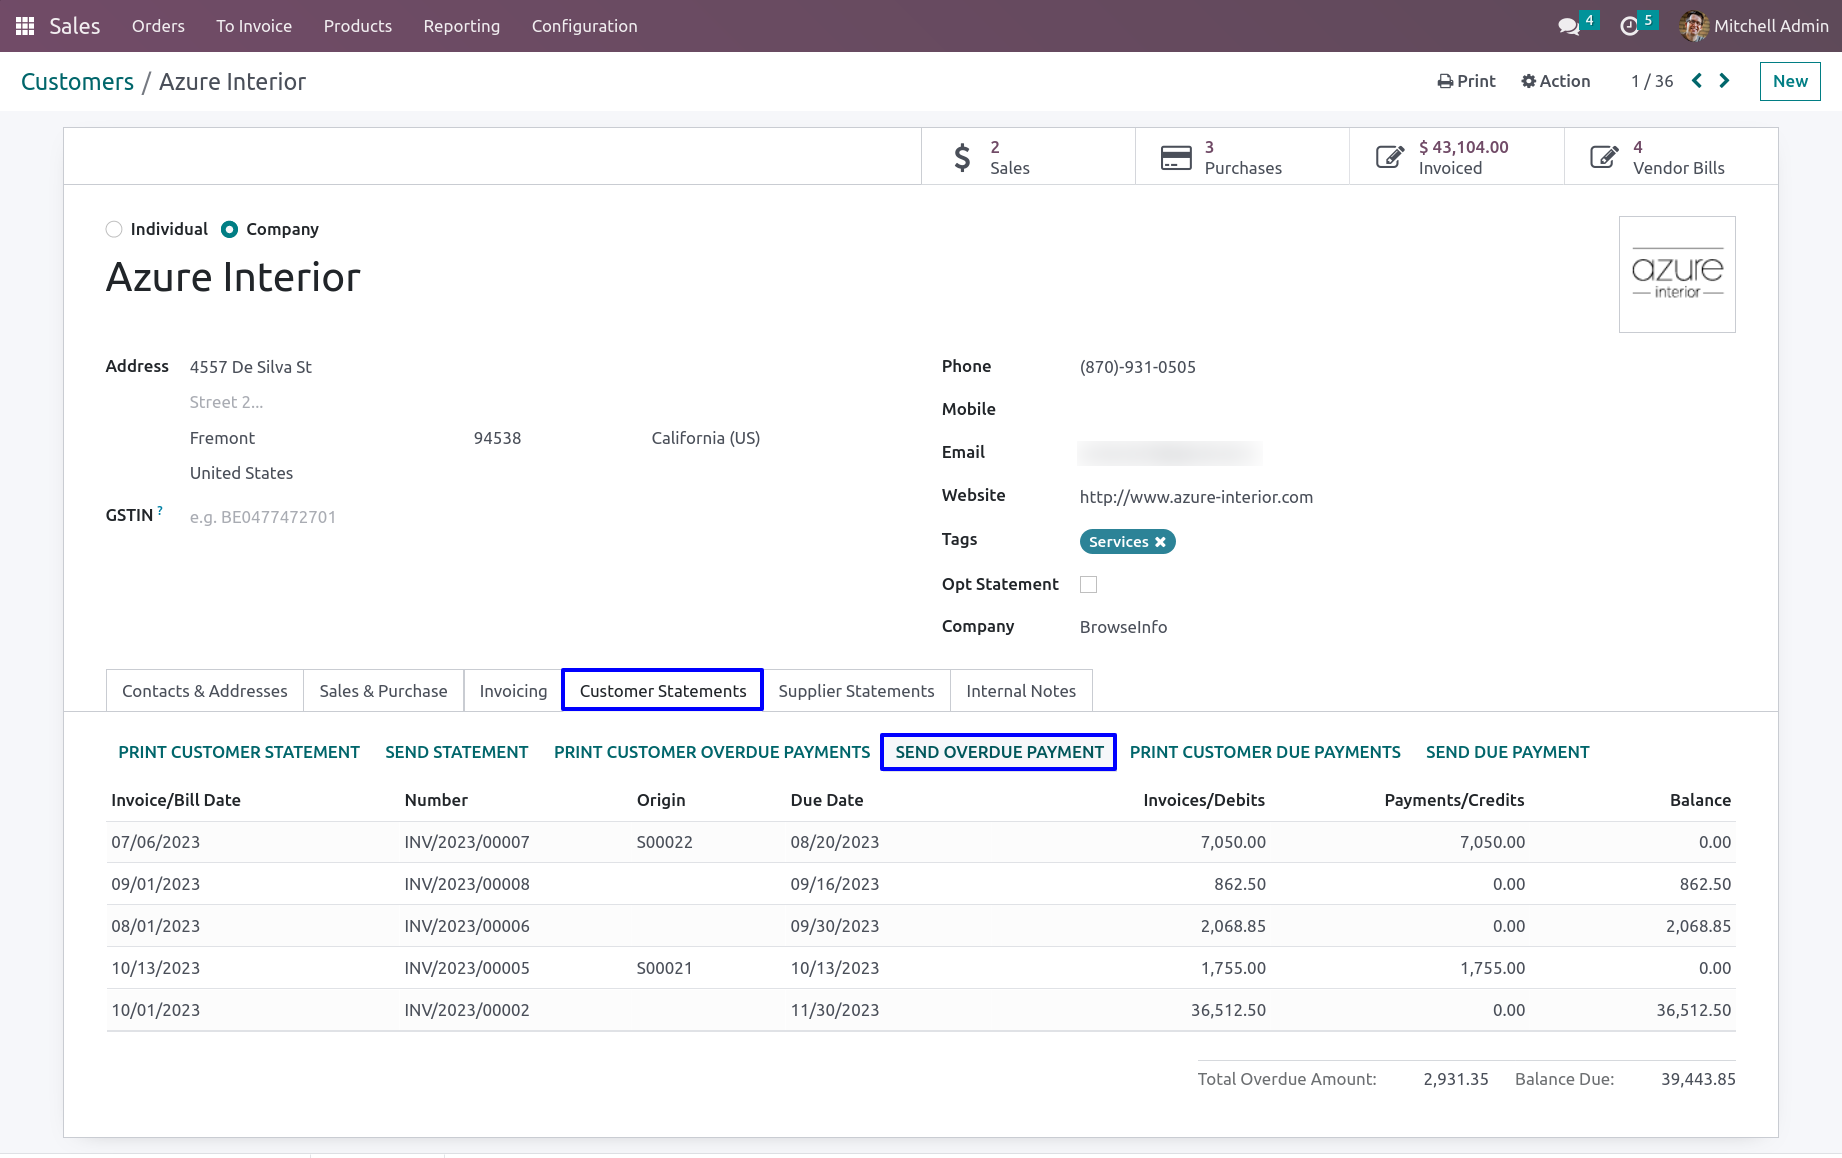 Sales Orders To Invoice Products Reporting Configuration 4 5 Mitchell Admin
Customers / Azure Interior Print Action 1 / 36 New
2 Sales
3 Purchases
$ 43,104.00 Invoiced
4 Vendor Bills
Individual Company
Azure Interior
azure
interior
Address 4557 De Silva St
Street 2...
Fremont 94538 California (US)
United States
GSTIN ? e.g. BE0477472701
Phone (870)-931-0505
Mobile
Email
Website http://www.azure-interior.com
Tags Services
Opt Statement
Company BrowseInfo
Contacts & Addresses Sales & Purchase Invoicing Customer Statements Supplier Statements Internal Notes
PRINT CUSTOMER STATEMENT SEND STATEMENT PRINT CUSTOMER OVERDUE PAYMENTS SEND OVERDUE PAYMENT PRINT CUSTOMER DUE PAYMENTS SEND DUE PAYMENT
Invoice/Bill Date Number Origin Due Date Invoices/Debits Payments/Credits Balance
07/06/2023 INV/2023/00007 S00022 08/20/2023 7,050.00 7,050.00 0.00
09/01/2023 INV/2023/00008 09/16/2023 862.50 0.00 862.50
08/01/2023 INV/2023/00006 09/30/2023 2,068.85 0.00 2,068.85
10/13/2023 INV/2023/00005 S00021 10/13/2023 1,755.00 1,755.00 0.00
10/01/2023 INV/2023/00002 11/30/2023 36,512.50 0.00 36,512.50
Total Overdue Amount: 2,931.35 Balance Due: 39,443.85